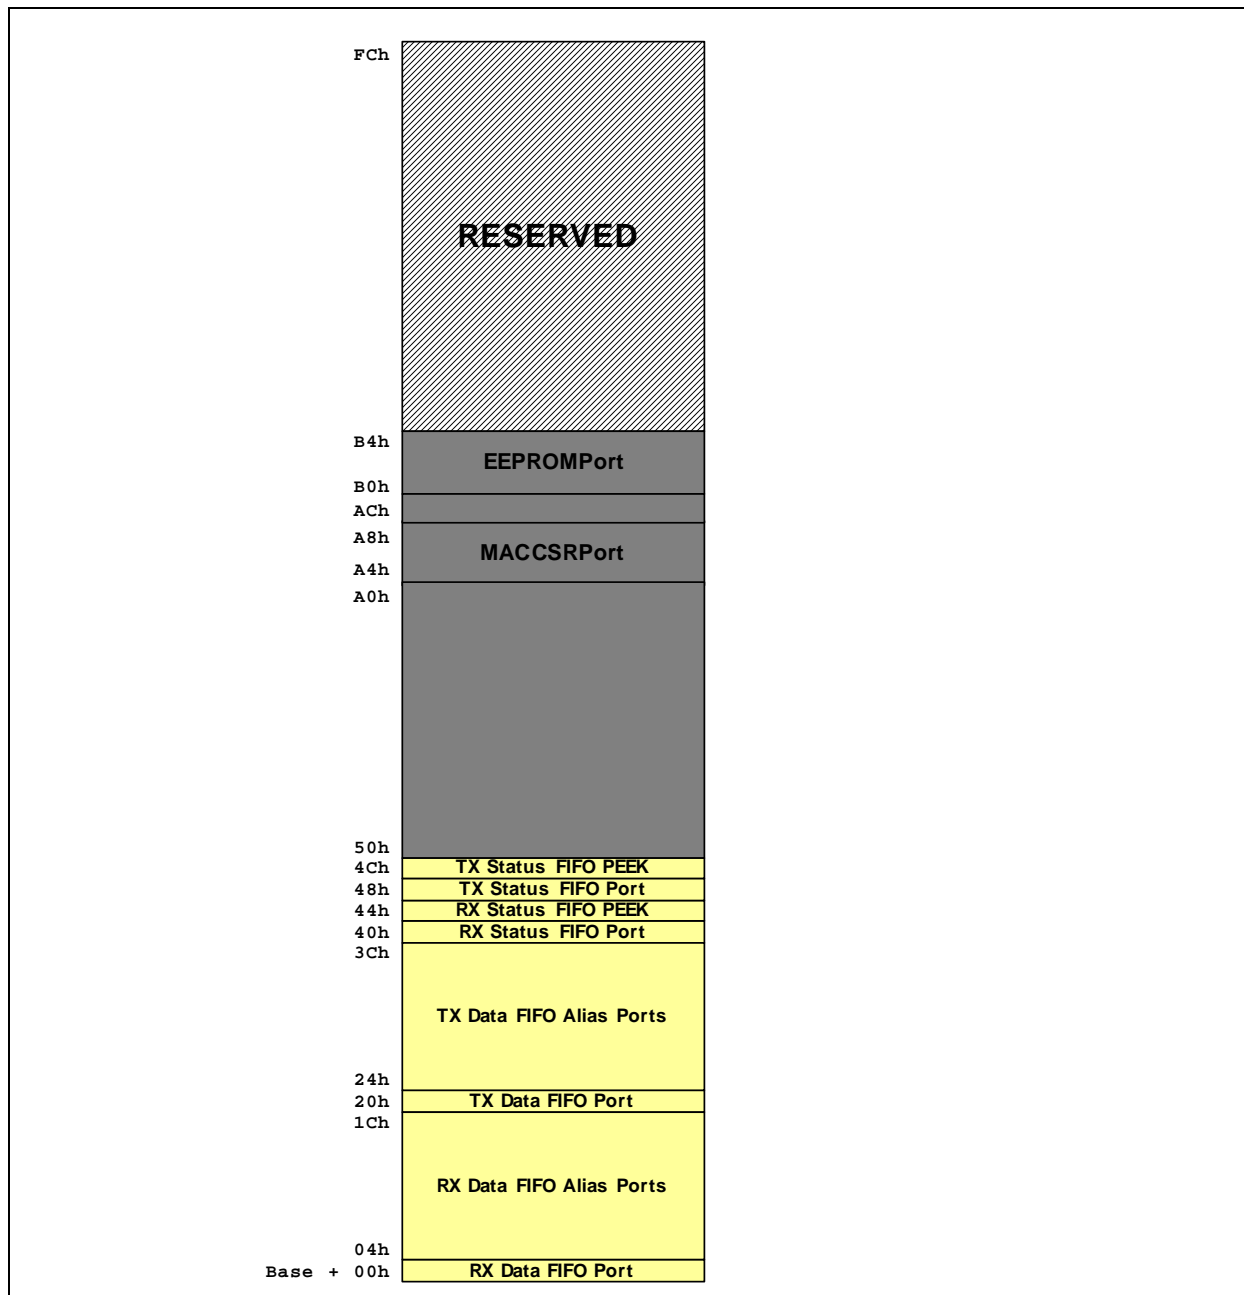 FCh
RESERVED
B4h
EEPROMPort
B0h
ACh
A8h
MACCSRPort
A4h
A0h
50h
4Ch TX Status FIFO PEEK
48h TX Status FIFO Port
44h RX Status FIFO PEEK
40h RX Status FIFO Port
3Ch
TX Data FIFO Alias Ports
24h
20h TX Data FIFO Port
1Ch
RX Data FIFO Alias Ports
04h
Base + 00h RX Data FIFO Port